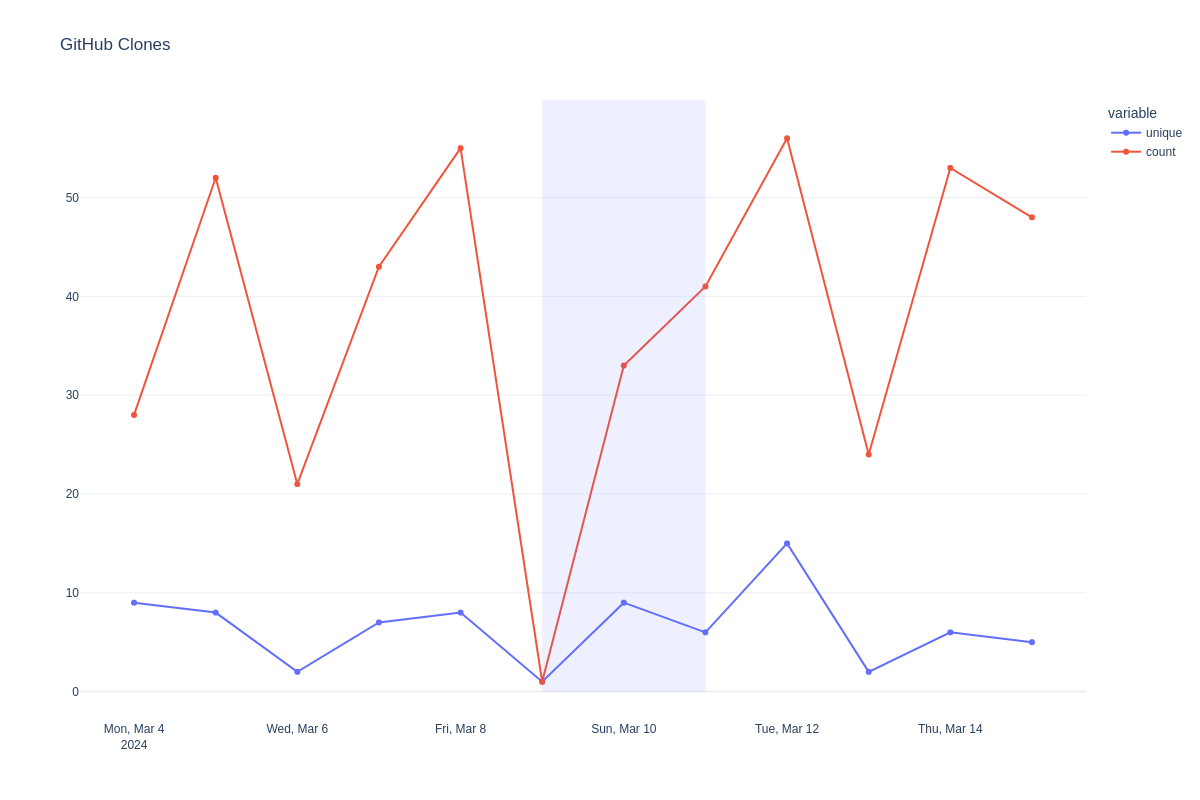 GitHub Clones
variable
unique
count
50
40
30
20
10
0
Mon, Mar 4
2024
Wed, Mar 6
Fri, Mar 8
Sun, Mar 10
Tue, Mar 12
Thu, Mar 14